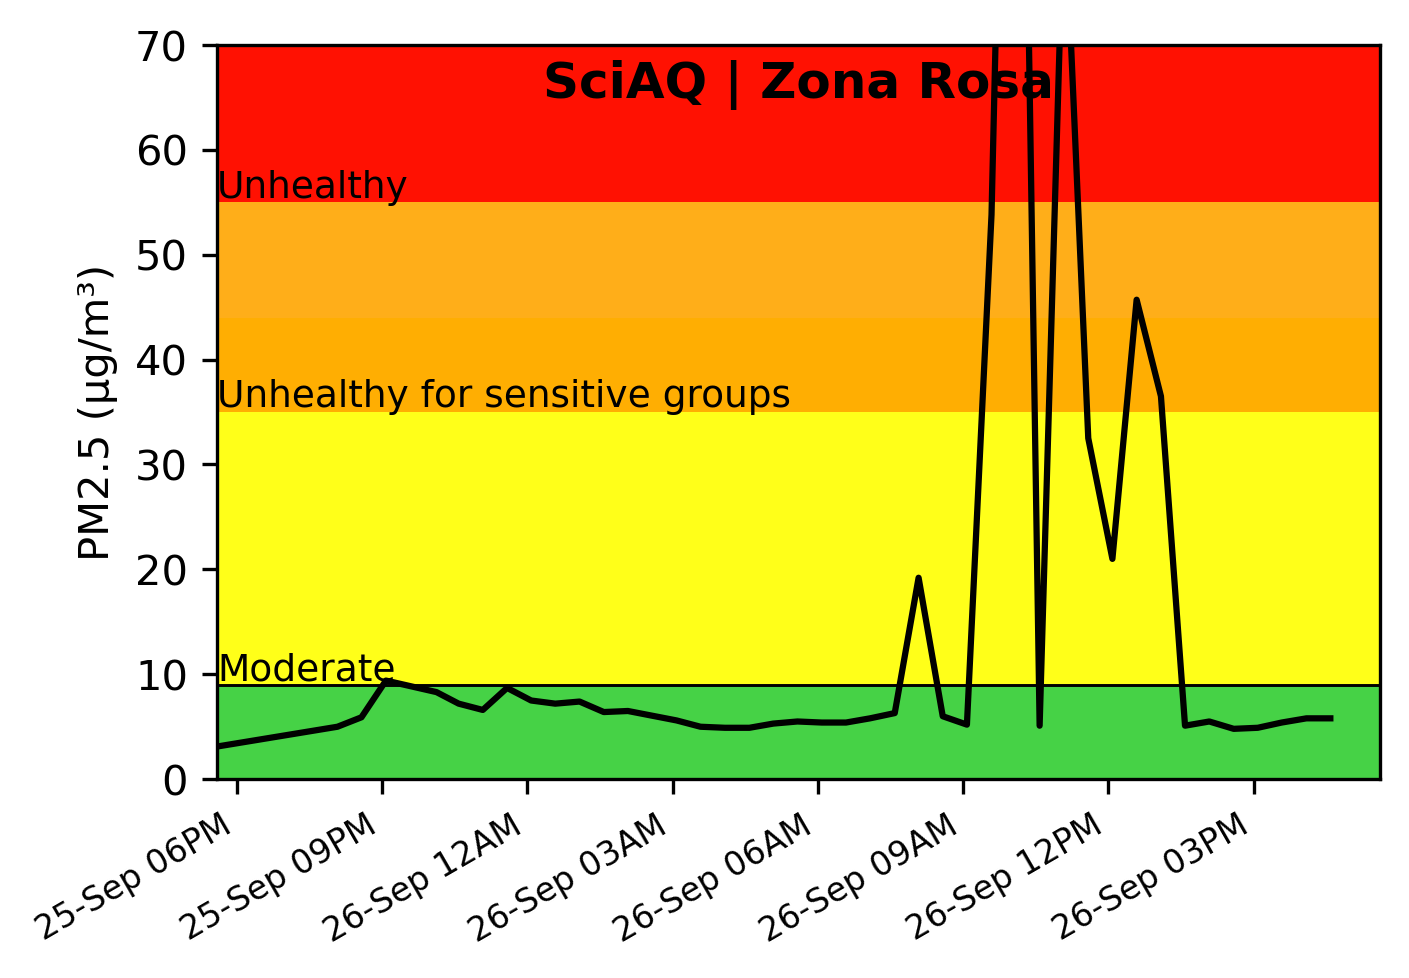 SciAQ | Zona Rosa
PM2.5 (µg/m³)
70
60
50
40
30
20
10
0
Unhealthy
Unhealthy for sensitive groups
Moderate
25-Sep 06PM
25-Sep 09PM
26-Sep 12AM
26-Sep 03AM
26-Sep 06AM
26-Sep 09AM
26-Sep 12PM
26-Sep 03PM